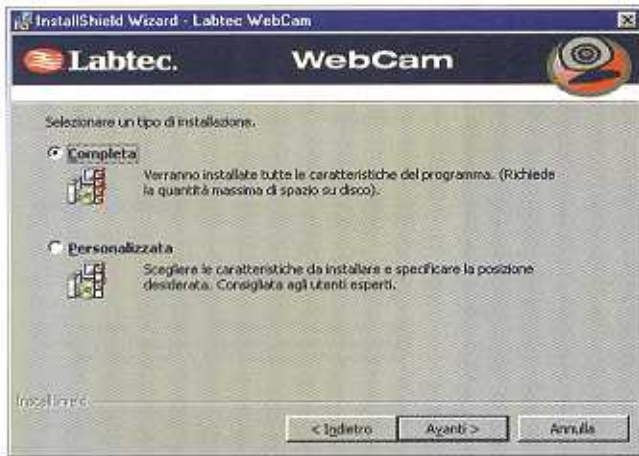 InstallShield Wizard - Labtec WebCam
Labtec. WebCam
Selezionare un tipo di installazione.
Completa
Verranno installate tutte le caratteristiche del programma. (Richiede
la quantità massima di spazio su disco).
Personalizzata
Scegliere le caratteristiche da installare e specificare la posizione
desiderata. Consigliata agli utenti esperti.
InstallShield
< Indietro Avanti > Annulla